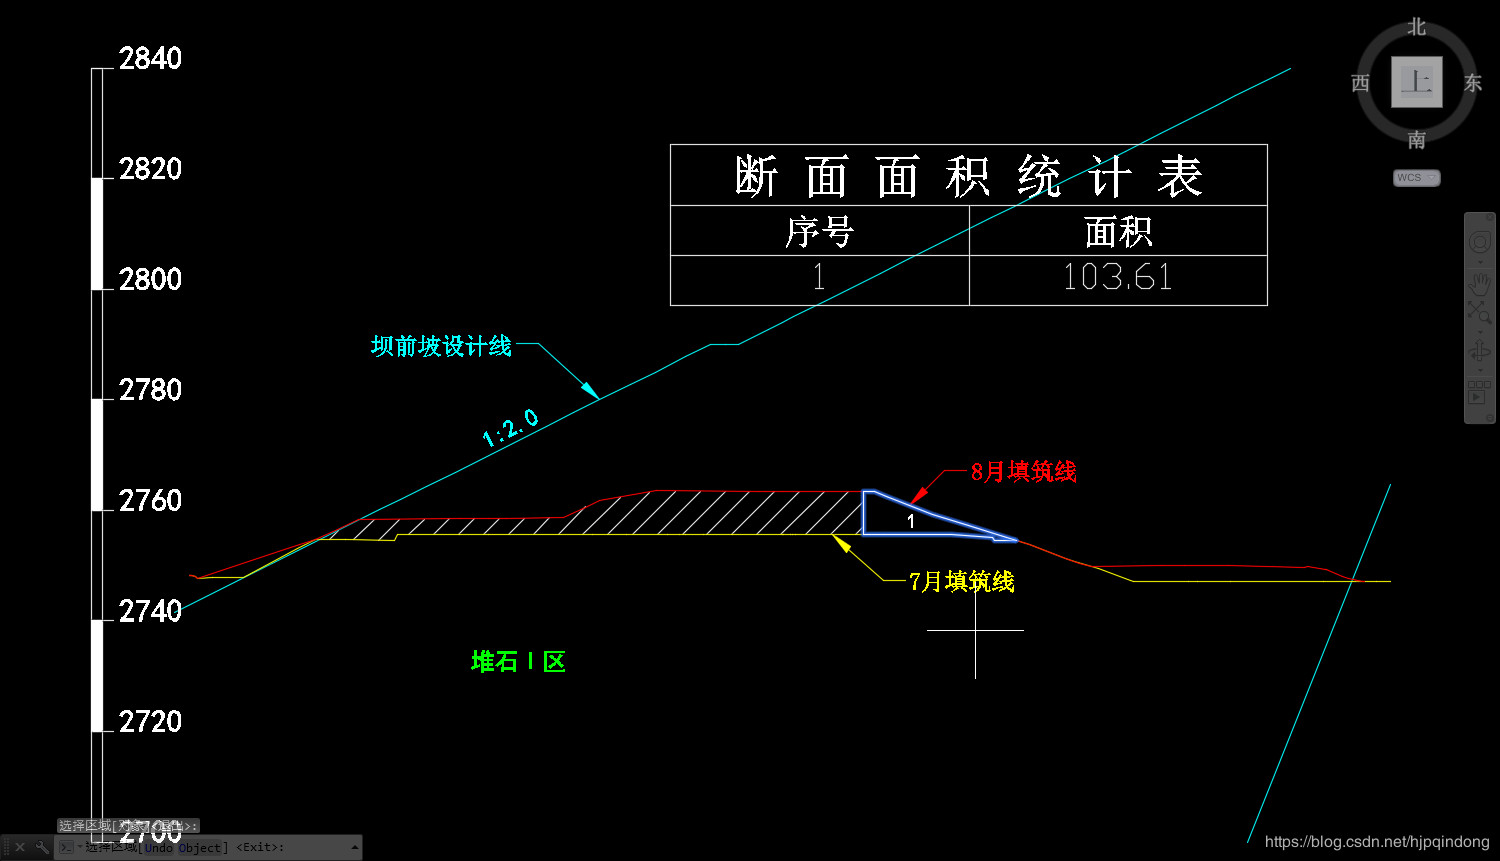 2840
2820
2800
2780
2760
2740
2720
2700
北
西
上
东
南
WCS
断面面积统计表
序号 面积
1 103.61
坝前坡设计线
1:2.0
8月填筑线
1
7月填筑线
堆石Ⅰ区
选择区域[
>:
选择区域[Undo Object] <Exit>:
https://blog.csdn.net/hjpqindong